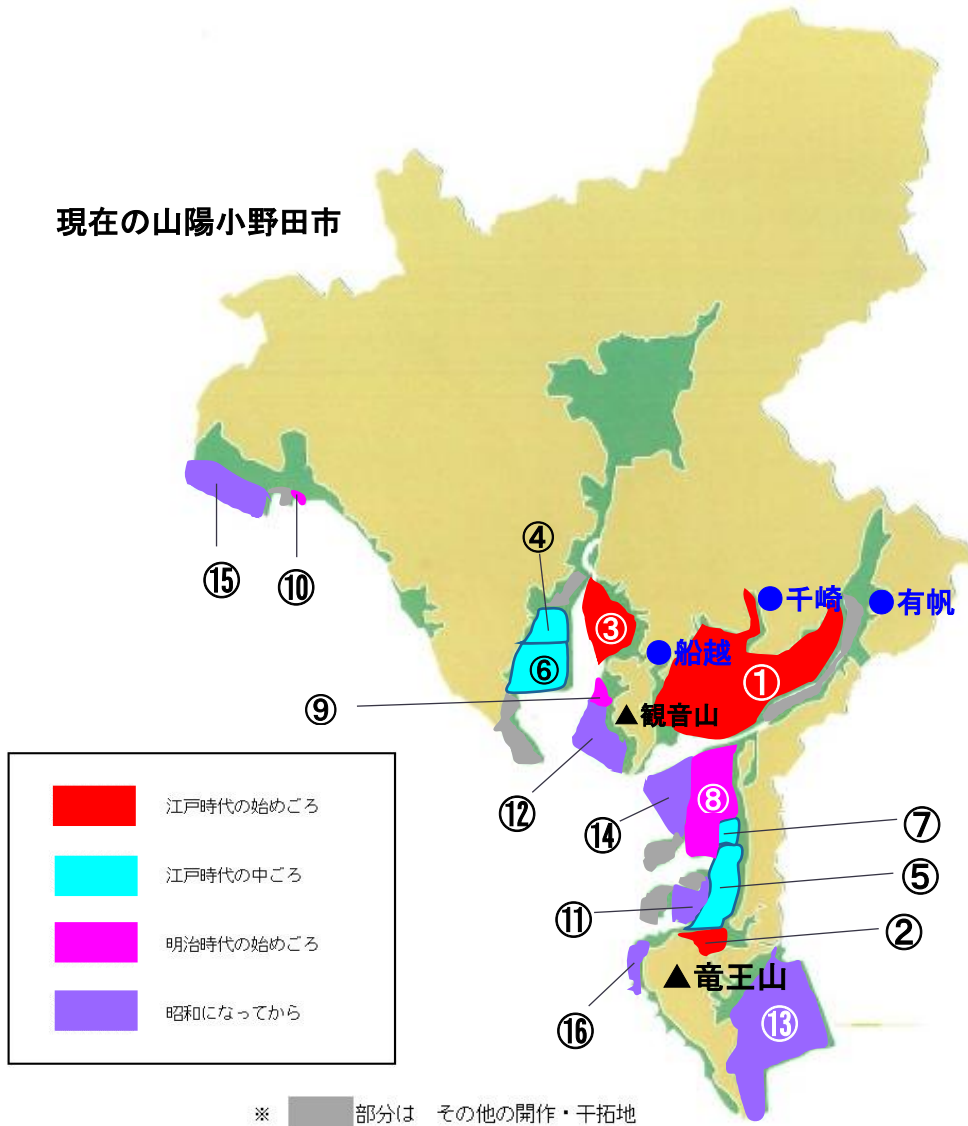 現在の山陽小野田市
④
⑮
⑩
千崎
有帆
③
船越
⑥
①
⑨
観音山
⑫
⑧
⑭
⑦
⑤
⑪
②
竜王山
⑯
⑬
江戸時代の始めごろ
江戸時代の中ごろ
明治時代の始めごろ
昭和になってから
※ 部分は その他の開作・干拓地